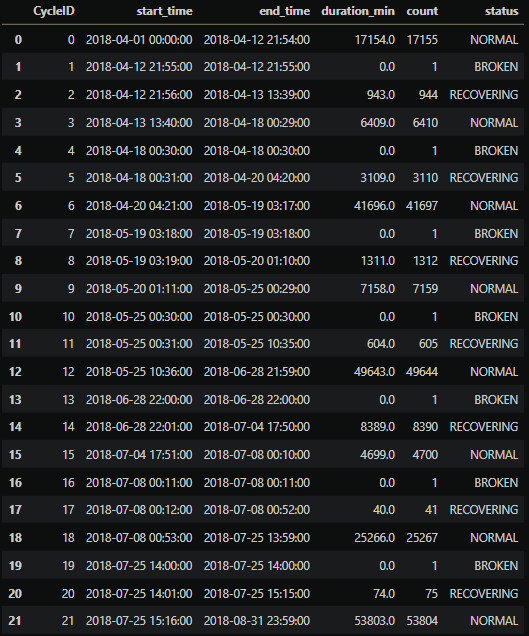 CycleID start_time end_time duration_min count status
0 0 2018-04-01 00:00:00 2018-04-12 21:54:00 17154.0 17155 NORMAL
1 1 2018-04-12 21:55:00 2018-04-12 21:55:00 0.0 1 BROKEN
2 2 2018-04-12 21:56:00 2018-04-13 13:39:00 943.0 944 RECOVERING
3 3 2018-04-13 13:40:00 2018-04-18 00:29:00 6409.0 6410 NORMAL
4 4 2018-04-18 00:30:00 2018-04-18 00:30:00 0.0 1 BROKEN
5 5 2018-04-18 00:31:00 2018-04-20 04:20:00 3109.0 3110 RECOVERING
6 6 2018-04-20 04:21:00 2018-05-19 03:17:00 41696.0 41697 NORMAL
7 7 2018-05-19 03:18:00 2018-05-19 03:18:00 0.0 1 BROKEN
8 8 2018-05-19 03:19:00 2018-05-20 01:10:00 1311.0 1312 RECOVERING
9 9 2018-05-20 01:11:00 2018-05-25 00:29:00 7158.0 7159 NORMAL
10 10 2018-05-25 00:30:00 2018-05-25 00:30:00 0.0 1 BROKEN
11 11 2018-05-25 00:31:00 2018-05-25 10:35:00 604.0 605 RECOVERING
12 12 2018-05-25 10:36:00 2018-06-28 21:59:00 49643.0 49644 NORMAL
13 13 2018-06-28 22:00:00 2018-06-28 22:00:00 0.0 1 BROKEN
14 14 2018-06-28 22:01:00 2018-07-04 17:50:00 8389.0 8390 RECOVERING
15 15 2018-07-04 17:51:00 2018-07-08 00:10:00 4699.0 4700 NORMAL
16 16 2018-07-08 00:11:00 2018-07-08 00:11:00 0.0 1 BROKEN
17 17 2018-07-08 00:12:00 2018-07-08 00:52:00 40.0 41 RECOVERING
18 18 2018-07-08 00:53:00 2018-07-25 13:59:00 25266.0 25267 NORMAL
19 19 2018-07-25 14:00:00 2018-07-25 14:00:00 0.0 1 BROKEN
20 20 2018-07-25 14:01:00 2018-07-25 15:15:00 74.0 75 RECOVERING
21 21 2018-07-25 15:16:00 2018-08-31 23:59:00 53803.0 53804 NORMAL